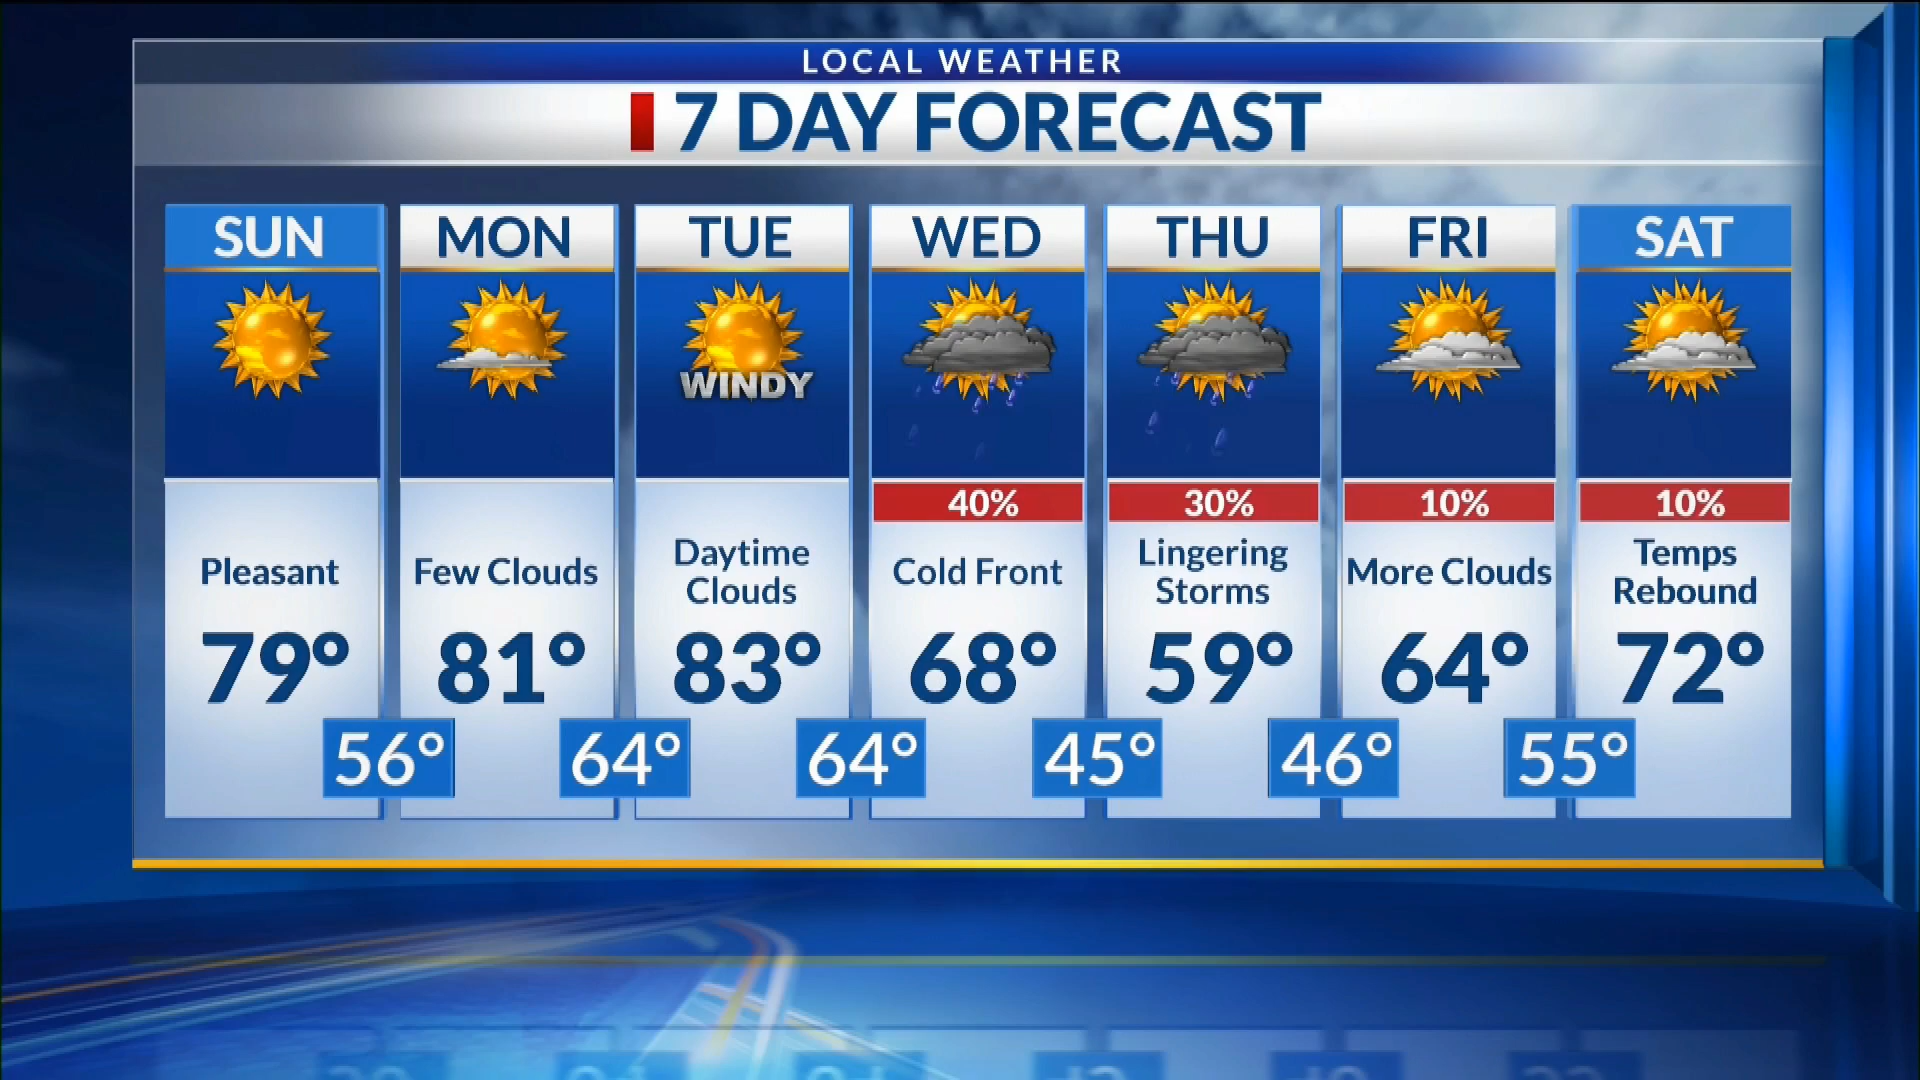 LOCAL WEATHER
7 DAY FORECAST
SUN MON TUE WED THU FRI SAT
WINDY
40% 30% 10% 10%
Pleasant
Few Clouds
Daytime
Clouds
Cold Front
Lingering
Storms
More Clouds
Temps
Rebound
79° 81° 83° 68° 59° 64° 72°
56° 64° 64° 45° 46° 55°